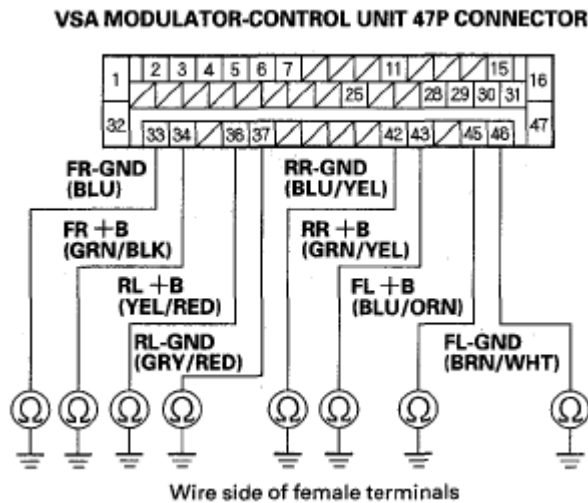 VSA MODULATOR-CONTROL UNIT 47P CONNECTOR
1 2 3 4 5 6 7 11 15 16
25 28 29 30 31
32 33 34 36 37 42 43 45 46 47
FR-GND
(BLU)
FR +B
(GRN/BLK)
RL +B
(YEL/RED)
RL-GND
(GRY/RED)
RR-GND
(BLU/YEL)
RR +B
(GRN/YEL)
FL +B
(BLU/ORN)
FL-GND
(BRN/WHT)
Ω Ω Ω Ω Ω Ω Ω Ω
Wire side of female terminals